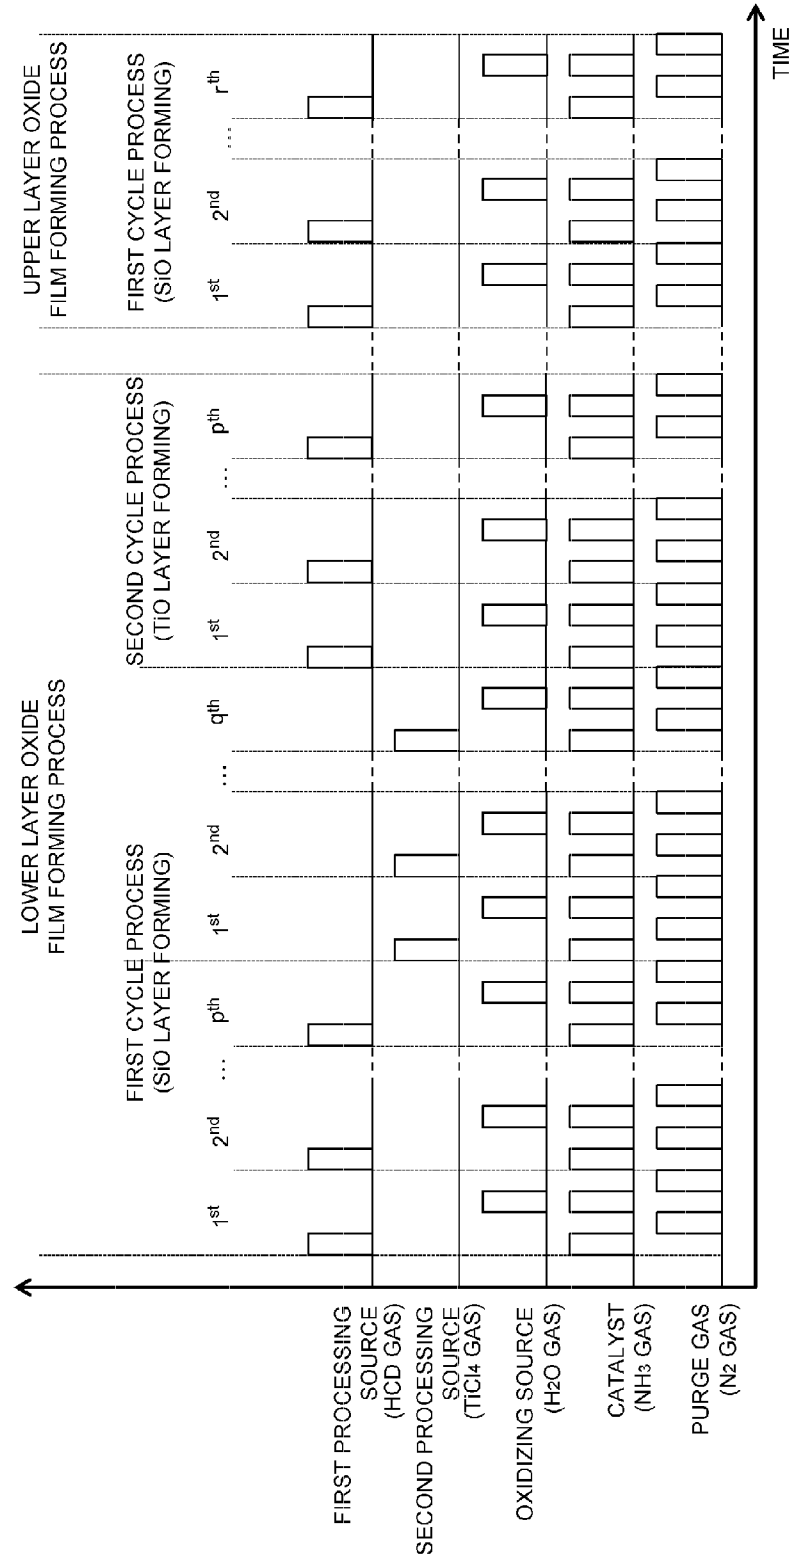 LOWER LAYER OXIDE
FILM FORMING PROCESS
UPPER LAYER OXIDE
FILM FORMING PROCESS
FIRST CYCLE PROCESS
(SiO LAYER FORMING)
SECOND CYCLE PROCESS
(TiO LAYER FORMING)
FIRST CYCLE PROCESS
(SiO LAYER FORMING)
1st 2nd ... pth 1st 2nd ... qth 1st 2nd ... pth 1st 2nd ... rth
FIRST PROCESSING
SOURCE
(HCD GAS)
SECOND PROCESSING
SOURCE
(TiCl4 GAS)
OXIDIZING SOURCE
(H2O GAS)
CATALYST
(NH3 GAS)
PURGE GAS
(N2 GAS)
TIME